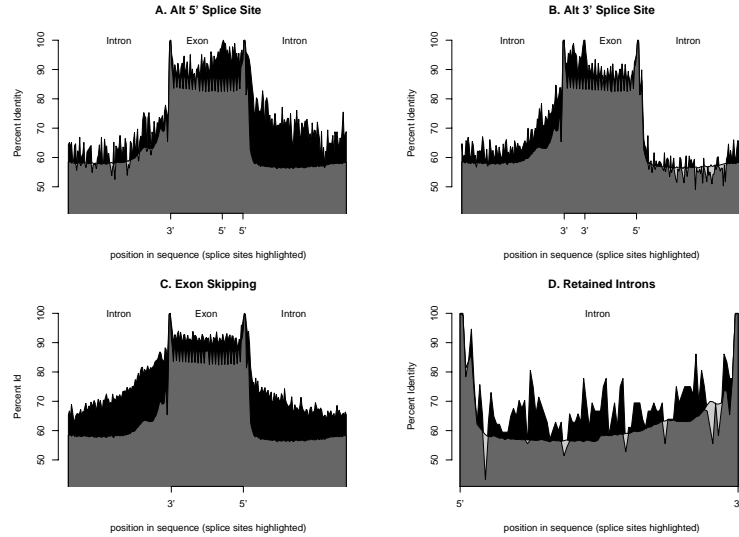 A. Alt 5' Splice Site
Intron Exon Intron
Percent Identity
100
90
80
70
60
50
3' 5' 5'
position in sequence (splice sites highlighted)
B. Alt 3' Splice Site
Intron Exon Intron
Percent Identity
100
90
80
70
60
50
3' 3' 5'
position in sequence (splice sites highlighted)
C. Exon Skipping
Intron Exon Intron
Percent Id
100
90
80
70
60
50
3' 5'
position in sequence (splice sites highlighted)
D. Retained Introns
Intron
Percent Identity
100
90
80
70
60
50
5' 3'
position in sequence (splice sites highlighted)